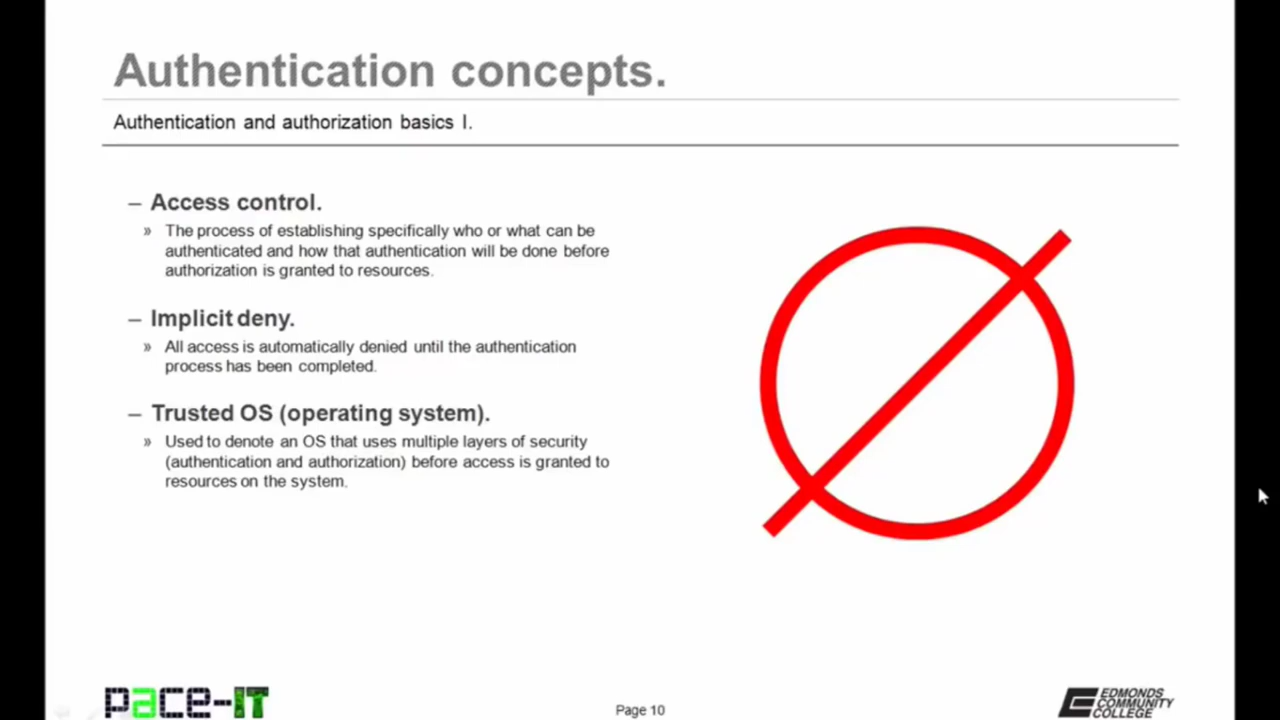 Authentication concepts.
Authentication and authorization basics I.
– Access control.
» The process of establishing specifically who or what can be
authenticated and how that authentication will be done before
authorization is granted to resources.
– Implicit deny.
» All access is automatically denied until the authentication
process has been completed.
– Trusted OS (operating system).
» Used to denote an OS that uses multiple layers of security
(authentication and authorization) before access is granted to
resources on the system.
pace-IT
Page 10
EDMONDS
COMMUNITY
COLLEGE